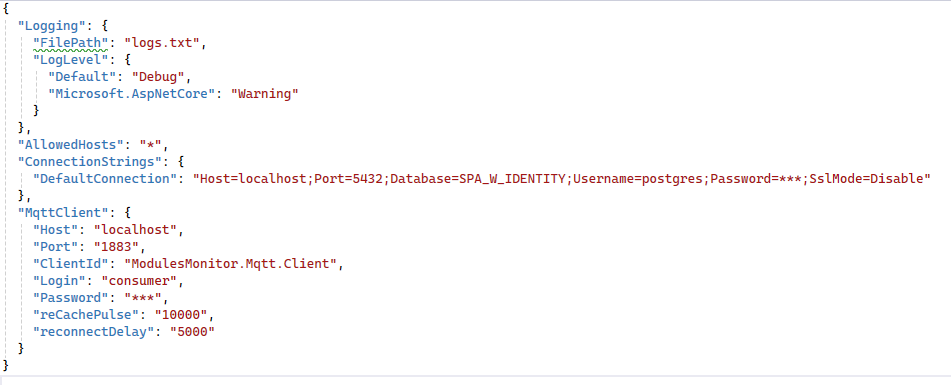 {
  "Logging": {
    "FilePath": "logs.txt",
    "LogLevel": {
      "Default": "Debug",
      "Microsoft.AspNetCore": "Warning"
    }
  },
  "AllowedHosts": "*",
  "ConnectionStrings": {
    "DefaultConnection": "Host=localhost;Port=5432;Database=SPA_W_IDENTITY;Username=postgres;Password=***;SslMode=Disable"
  },
  "MqttClient": {
    "Host": "localhost",
    "Port": "1883",
    "ClientId": "ModulesMonitor.Mqtt.Client",
    "Login": "consumer",
    "Password": "***",
    "reCachePulse": "10000",
    "reconnectDelay": "5000"
  }
}